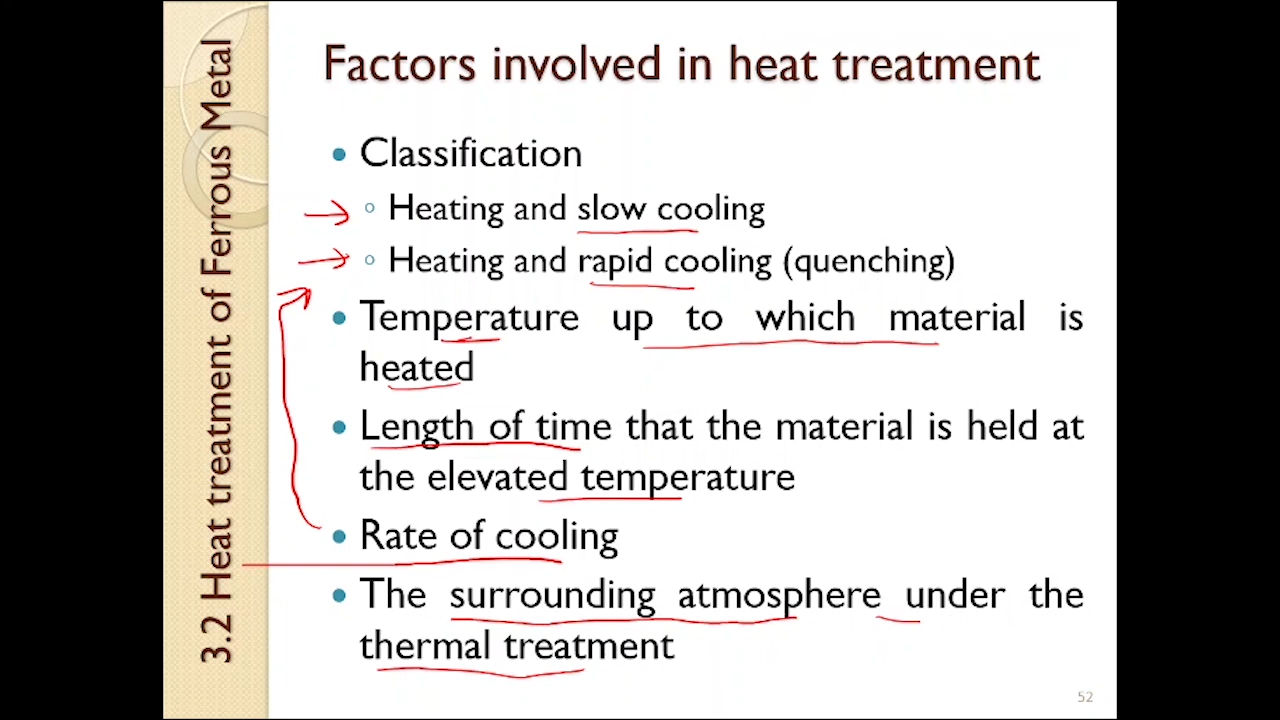 3.2 Heat treatment of Ferrous Metal
Factors involved in heat treatment
• Classification
◦ Heating and slow cooling
◦ Heating and rapid cooling (quenching)
• Temperature up to which material is
heated
• Length of time that the material is held at
the elevated temperature
• Rate of cooling
• The surrounding atmosphere under the
thermal treatment
52